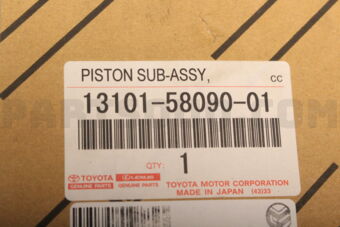 PISTON SUB-ASSY, CC
13101-58090-01
QTY: 1
TOYOTA LEXUS
GENUINE PARTS GENUINE PARTS
TOYOTA MOTOR CORPORATION
MADE IN JAPAN (43)33